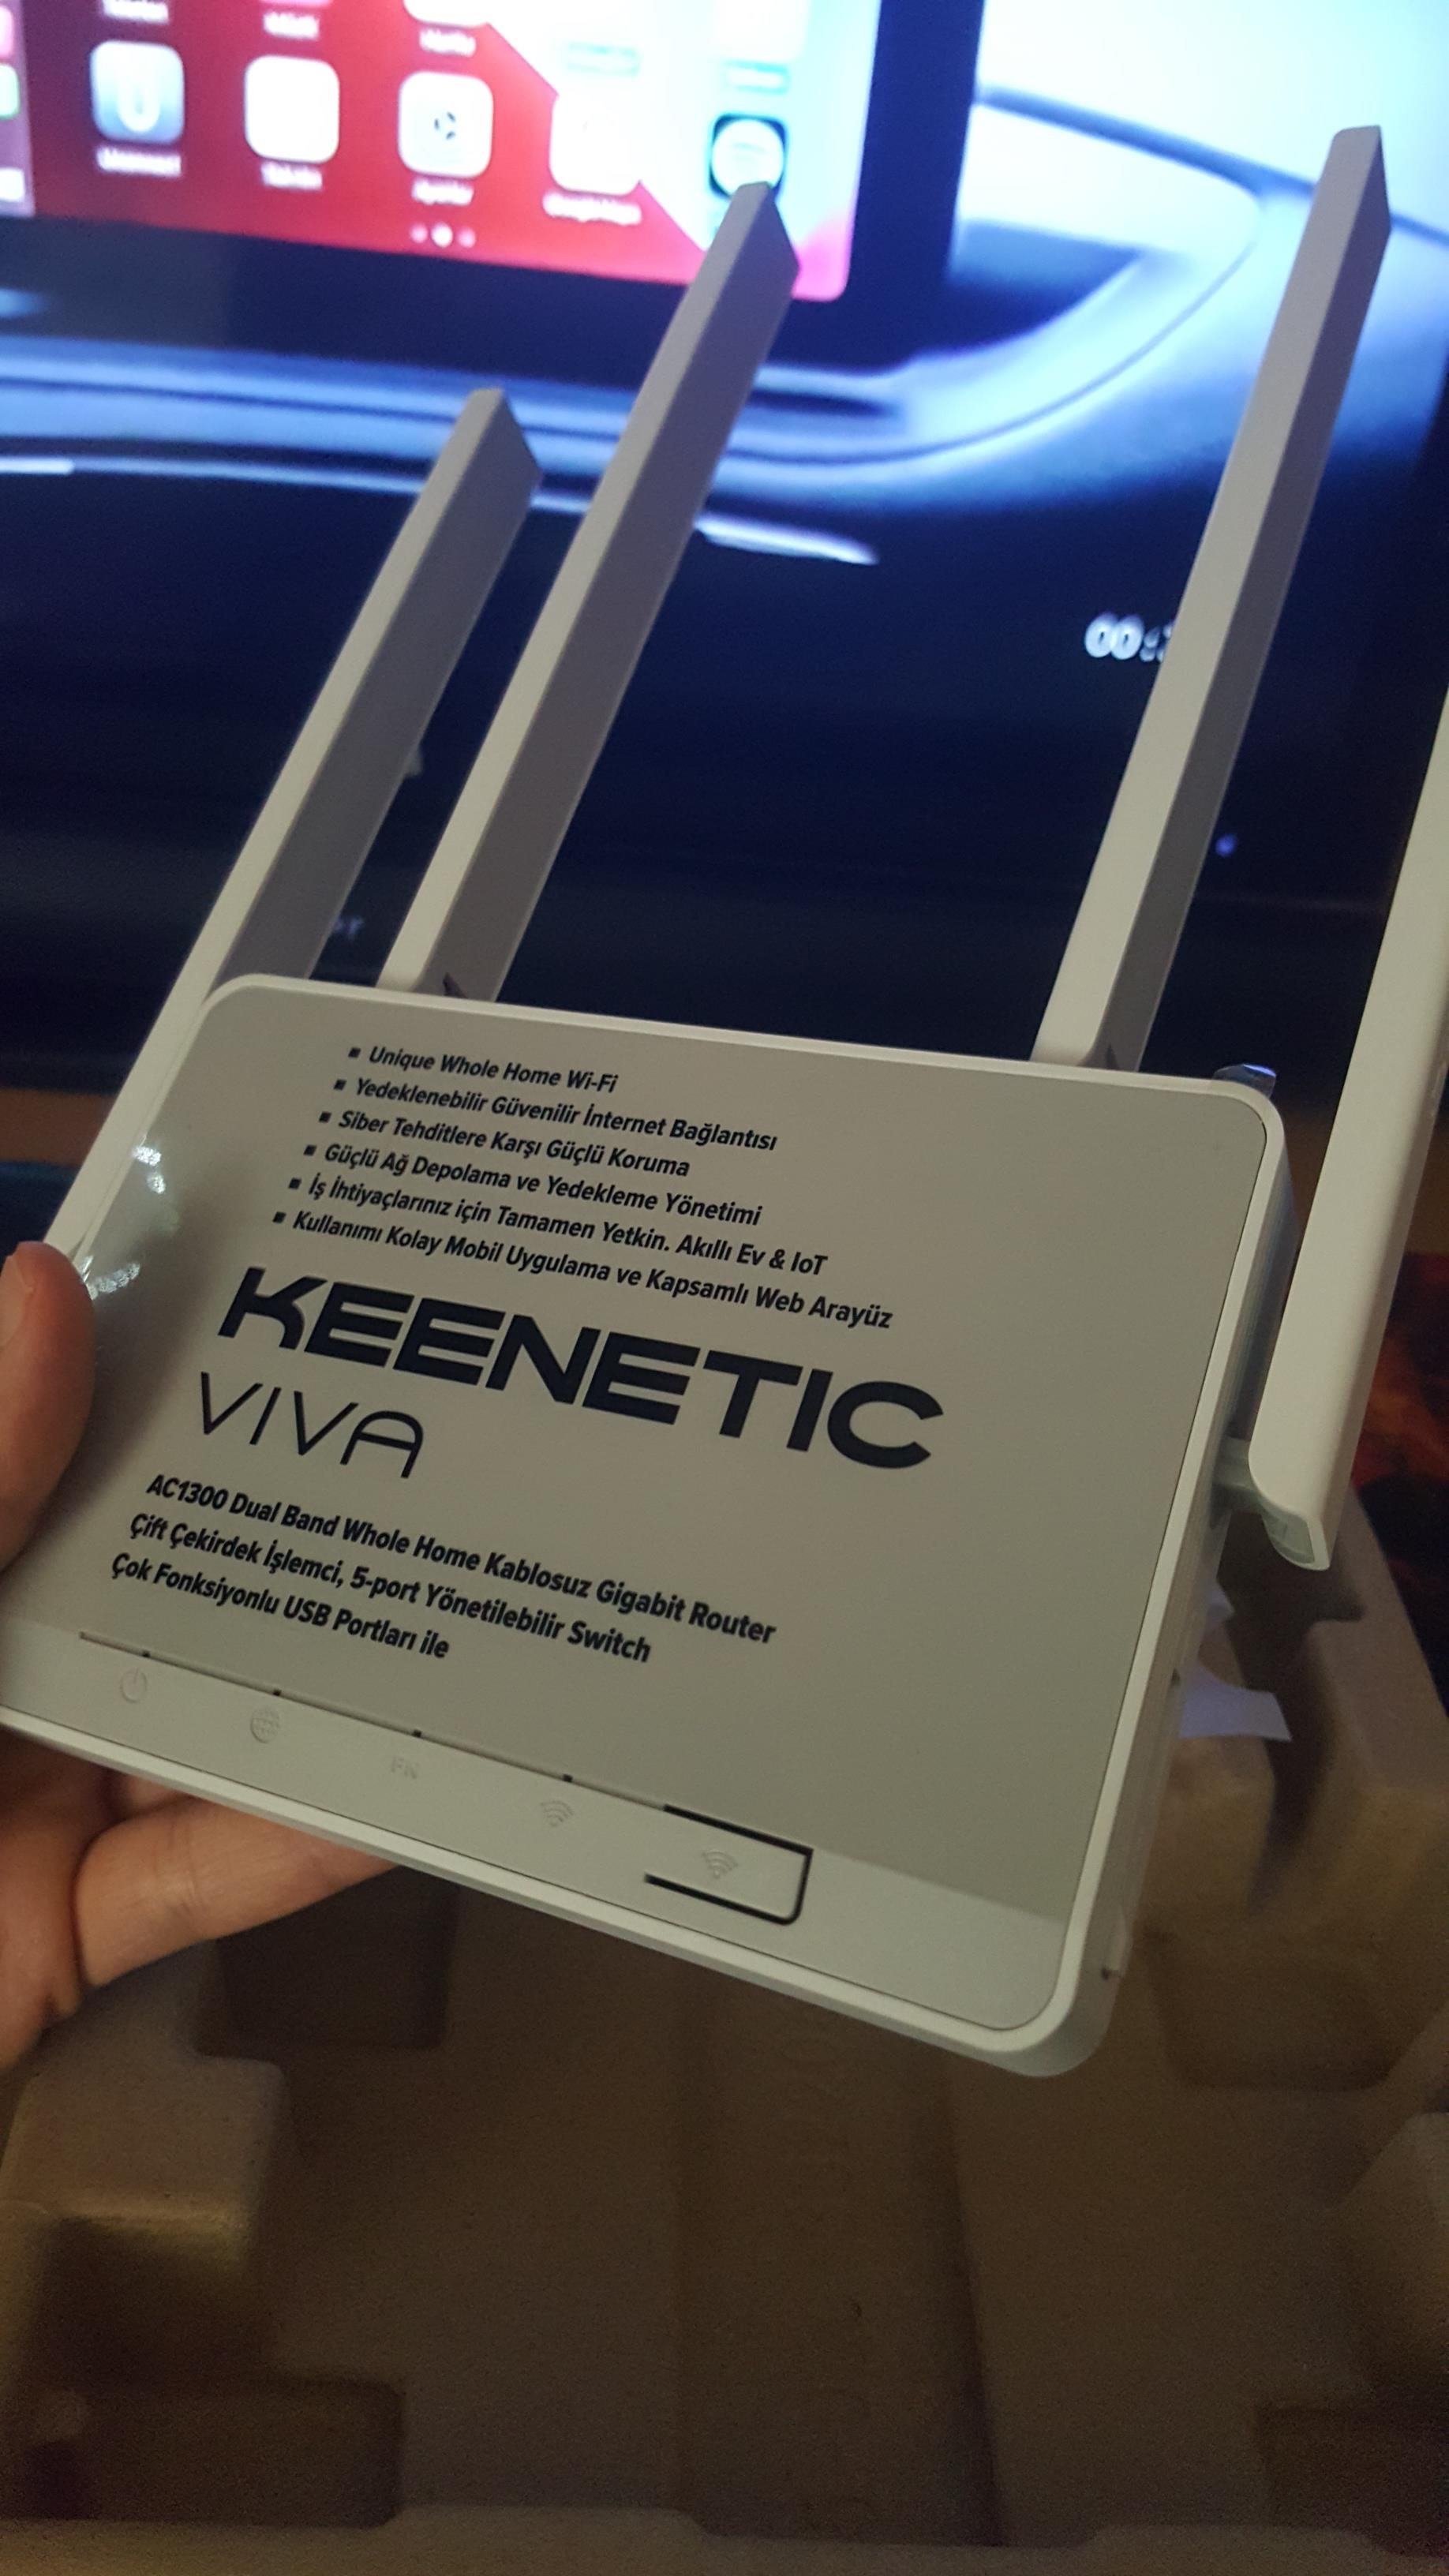 Unique Whole Home Wi-Fi
Yedeklenebilir Güvenilir İnternet Bağlantısı
Siber Tehditlere Karşı Güçlü Koruma
Güçlü Ağ Depolama ve Yedekleme Yönetimi
İş İhtiyaçlarınız için Tamamen Yetkin. Akıllı Ev & IoT
Kullanımı Kolay Mobil Uygulama ve Kapsamlı Web Arayüz
KEENETIC
VIVA
AC1300 Dual Band Whole Home Kablosuz Gigabit Router
Çift Çekirdek İşlemci, 5-port Yönetilebilir Switch
Çok Fonksiyonlu USB Portları ile
FN